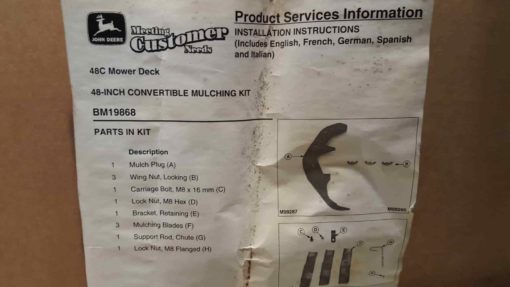 Product Services Information
INSTALLATION INSTRUCTIONS
(Includes English, French, German, Spanish
and Italian)
JOHN DEERE
Meeting
Customer
Needs
48C Mower Deck
48-INCH CONVERTIBLE MULCHING KIT
BM19868
PARTS IN KIT
Description
1 Mulch Plug (A)
3 Wing Nut, Locking (B)
1 Carriage Bolt, M8 x 16 mm (C)
1 Lock Nut, M8 Hex (D)
1 Bracket, Retaining (E)
3 Mulching Blades (F)
1 Support Rod, Chute (G)
1 Lock Nut, M8 Flanged (H)
A
B
C
D
E